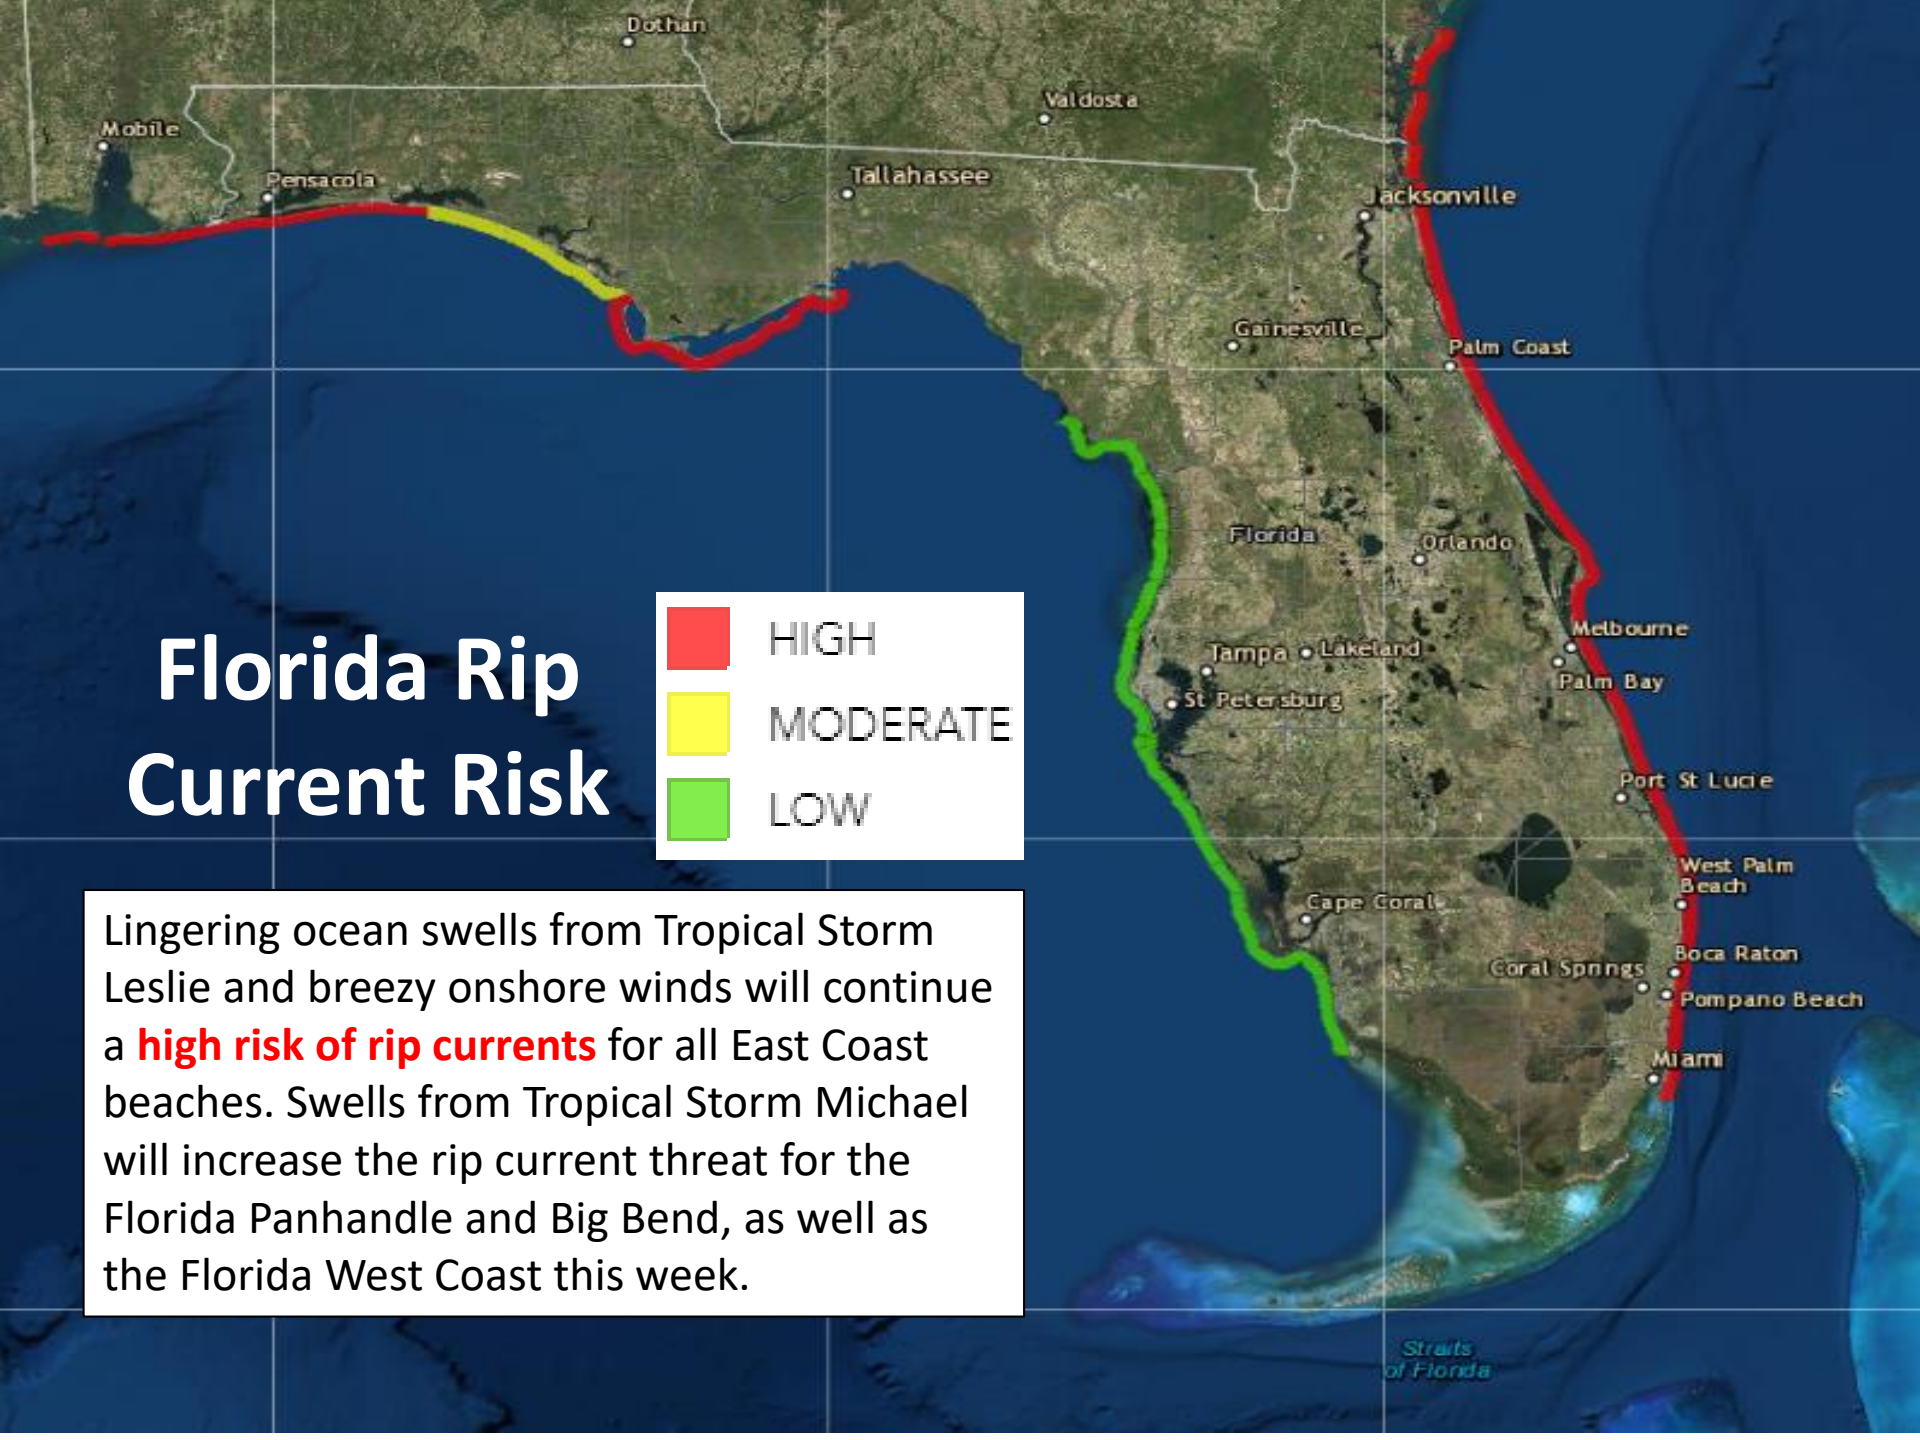 Dothan
Valdosta
Mobile
Pensacola
Tallahassee
Jacksonville
Gainesville
Palm Coast
Florida
Orlando
Melbourne
Tampa
Lakeland
Palm Bay
St Petersburg
Port St Lucie
West Palm
Beach
Cape Coral
Boca Raton
Coral Springs
Pompano Beach
Miami
Straits
of Florida
Florida Rip
Current Risk
HIGH
MODERATE
LOW
Lingering ocean swells from Tropical Storm
Leslie and breezy onshore winds will continue
a high risk of rip currents for all East Coast
beaches. Swells from Tropical Storm Michael
will increase the rip current threat for the
Florida Panhandle and Big Bend, as well as
the Florida West Coast this week.